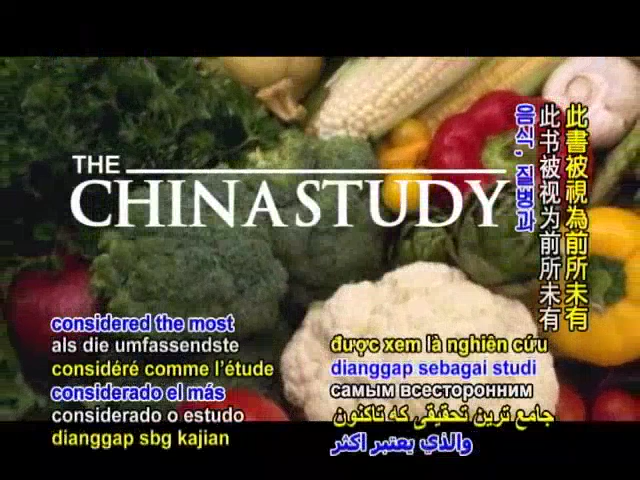 THE
CHINA STUDY
此書被視為前所未有
此书被视为前所未有
음식, 질병과
considered the most
als die umfassendste
considéré comme l'étude
considerado el más
considerado o estudo
dianggap sbg kajian
được xem là nghiên cứu
dianggap sebagai studi
самым всесторонним
جامع ترین تحقیقی که تاکنون
والذي يعتبر اكثر